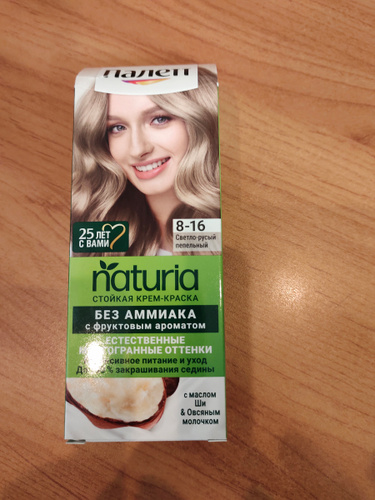 Палетт
25 ЛЕТ
С ВАМИ
8-16
Светло-русый
пепельный
naturia
СТОЙКАЯ КРЕМ-КРАСКА
БЕЗ АММИАКА
с фруктовым ароматом
ЕСТЕСТВЕННЫЕ
ОТТЕНКИ
питание и уход
закрашивания седины
с маслом
Ши
& Овсяным
молочком